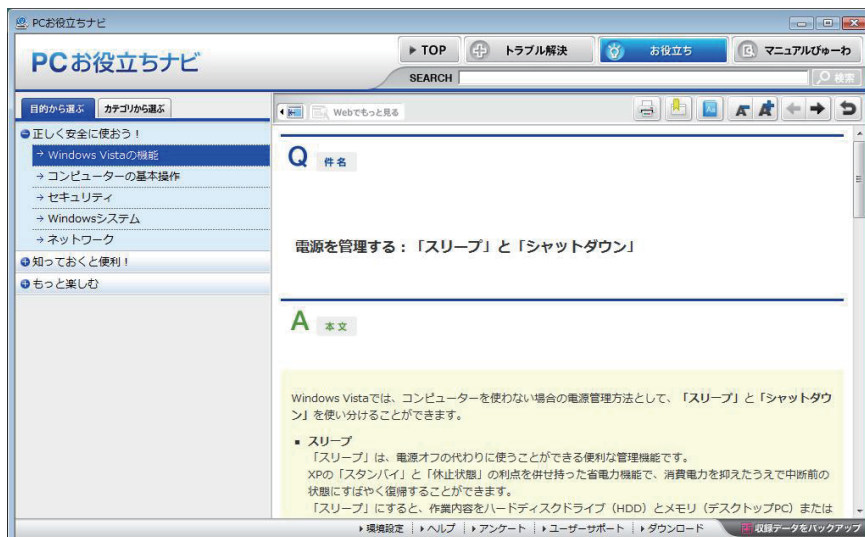 PCお役立ちナビ
PCお役立ちナビ
TOP
トラブル解決
お役立ち
マニュアルびゅーわ
SEARCH
検索
目的から選ぶ
カテゴリから選ぶ
Webでもっと見る
正しく安全に使おう!
→ Windows Vistaの機能
→ コンピューターの基本操作
→ セキュリティ
→ Windowsシステム
→ ネットワーク
知っておくと便利!
もっと楽しむ
Q 件名
電源を管理する:「スリープ」と「シャットダウン」
A 本文
Windows Vistaでは、コンピューターを使わない場合の電源管理方法として、「スリープ」と「シャットダウ
ン」を使い分けることができます。
■ スリープ
「スリープ」は、電源オフの代わりに使うことができる便利な管理機能です。
XPの「スタンバイ」と「休止状態」の利点を併せ持った省電力機能で、消費電力を抑えたうえで中断前の
状態にすばやく復帰することができます。
「スリープ」にすると、作業内容をハードディスクドライブ(HDD)とメモリ(デスクトップPC)または
環境設定
ヘルプ
アンケート
ユーザーサポート
ダウンロード
収録データをバックアップ